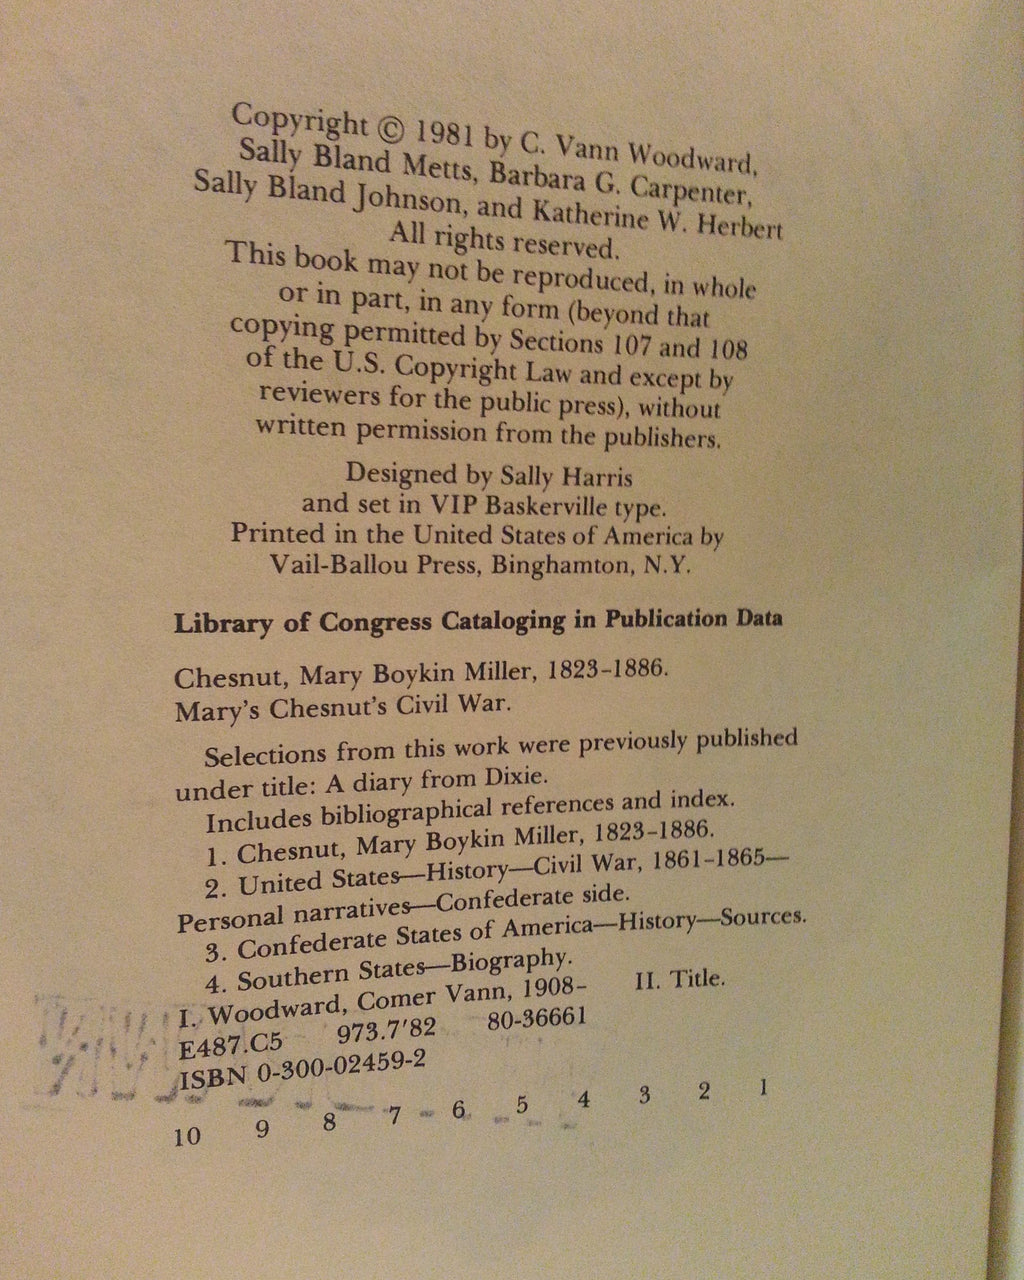 Copyright © 1981 by C. Vann Woodward,
Sally Bland Metts, Barbara G. Carpenter,
Sally Bland Johnson, and Katherine W. Herbert
All rights reserved.
This book may not be reproduced, in whole
or in part, in any form (beyond that
copying permitted by Sections 107 and 108
of the U.S. Copyright Law and except by
reviewers for the public press), without
written permission from the publishers.
Designed by Sally Harris
and set in VIP Baskerville type.
Printed in the United States of America by
Vail-Ballou Press, Binghamton, N.Y.
Library of Congress Cataloging in Publication Data
Chesnut, Mary Boykin Miller, 1823–1886.
Mary's Chesnut's Civil War.
Selections from this work were previously published
under title: A diary from Dixie.
Includes bibliographical references and index.
1. Chesnut, Mary Boykin Miller, 1823–1886.
2. United States—History—Civil War, 1861–1865—
Personal narratives—Confederate side.
3. Confederate States of America—History—Sources.
4. Southern States—Biography.
I. Woodward, Comer Vann, 1908– II. Title.
E487.C5 973.7'82 80-36661
ISBN 0-300-02459-2
10 9 8 7 6 5 4 3 2 1